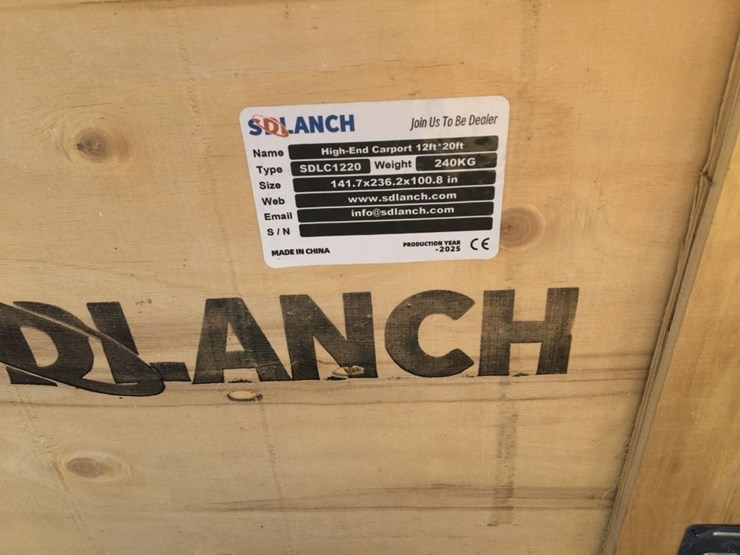 SDLANCH Join Us To Be Dealer
Name High-End Carport 12ft*20ft
Type SDLC1220 Weight 240KG
Size 141.7x236.2x100.8 in
Web www.sdlanch.com
Email info@sdlanch.com
S/N
MADE IN CHINA PRODUCTION YEAR CE
-2025
DLANCH